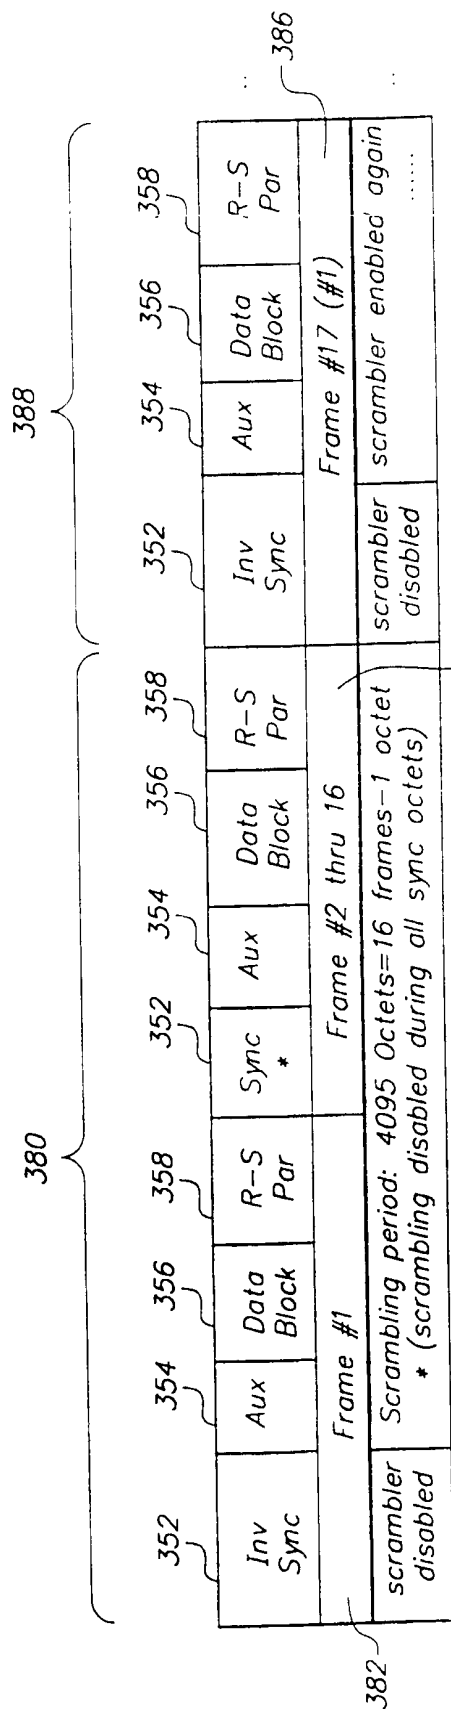 380
388
352
354
356
358
352
354
356
358
352
354
356
358
Inv Sync
Aux
Data Block
R-S Par
Sync *
Aux
Data Block
R-S Par
Inv Sync
Aux
Data Block
R-S Par
..
382
Frame #1
Frame #2 thru 16
Frame #17 (#1)
386
scrambler disabled
Scrambling period: 4095 Octets=16 frames-1 octet
* (scrambling disabled during all sync octets)
scrambler disabled
scrambler enabled again
......
..